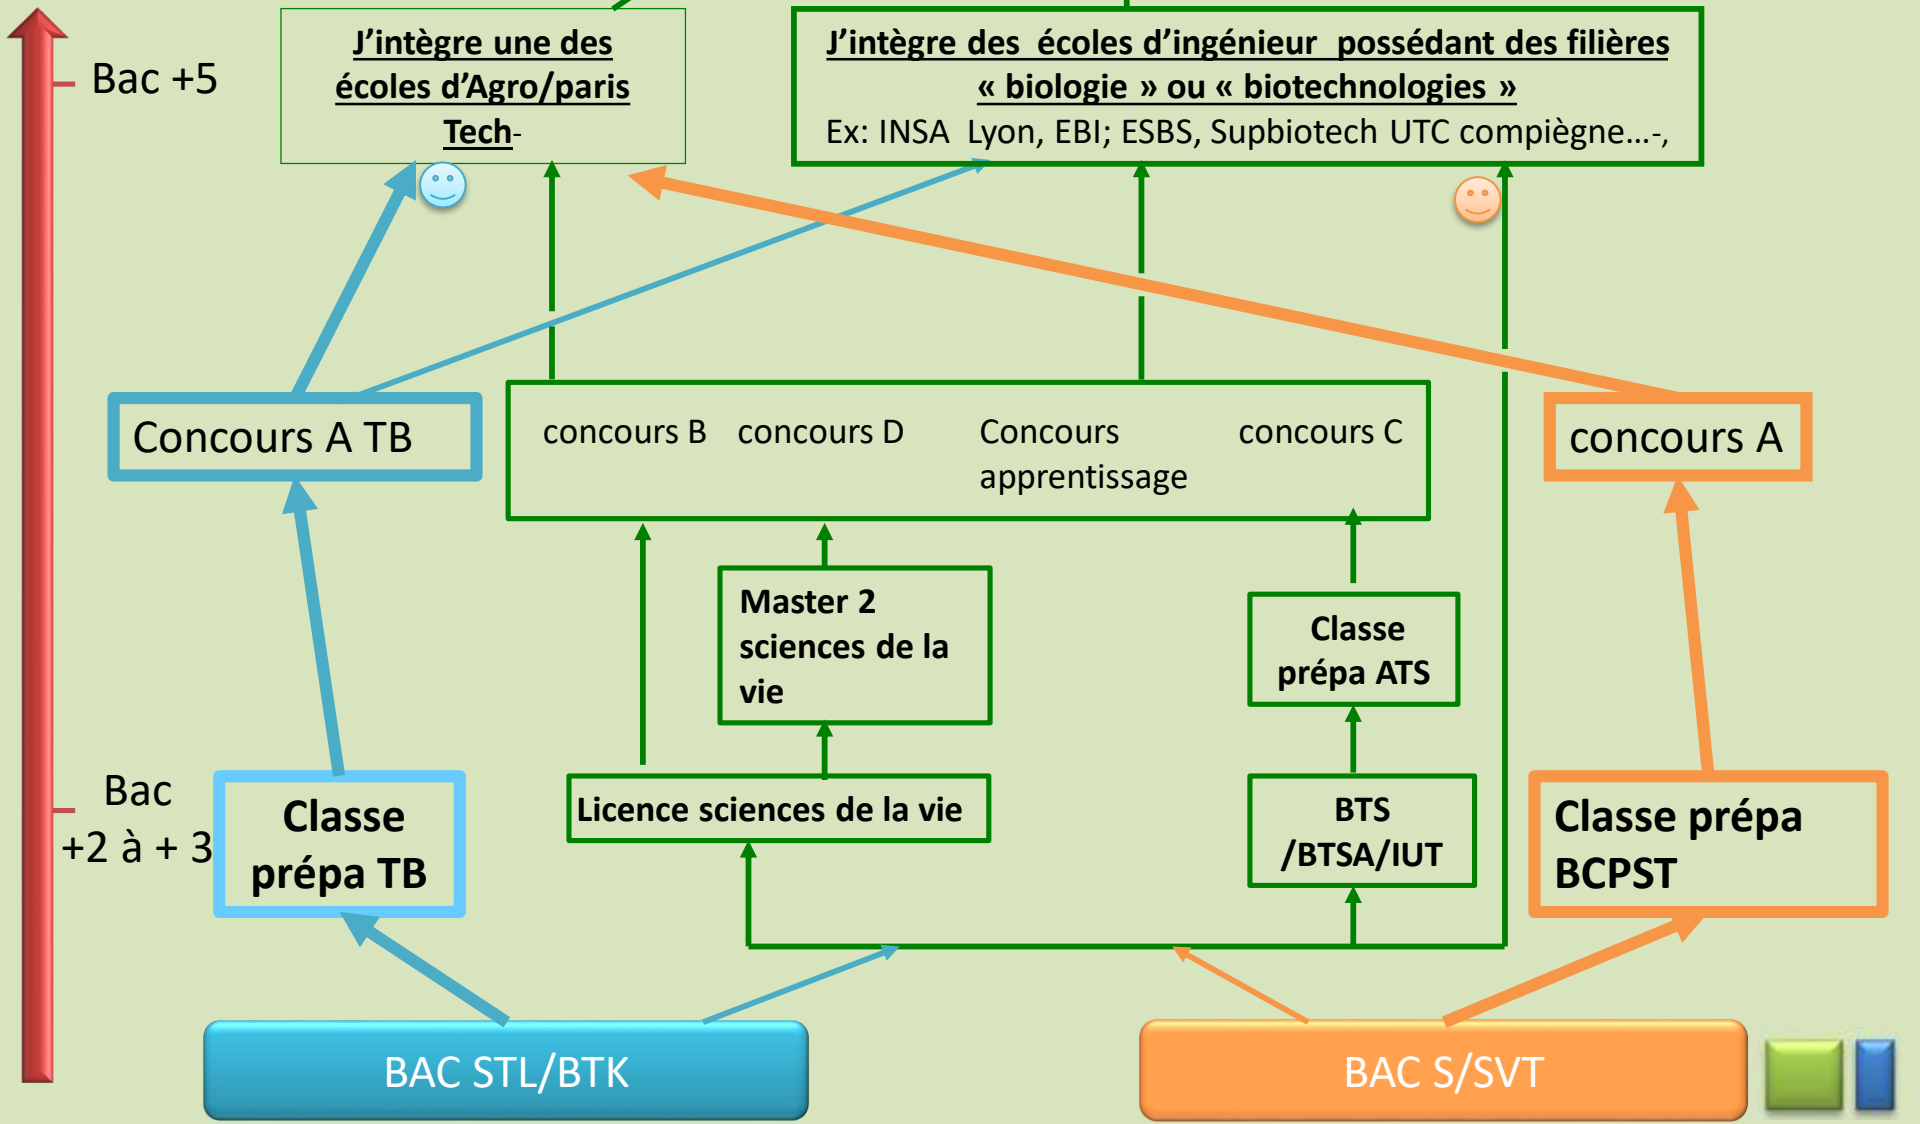 J'intègre une des
écoles d'Agro/paris
Tech-
J'intègre des écoles d'ingénieur possédant des filières
« biologie » ou « biotechnologies »
Ex: INSA Lyon, EBI; ESBS, Supbiotech UTC compiègne...-,
Bac +5
Concours A TB
concours B
concours D
Concours
apprentissage
concours C
concours A
Master 2
sciences de la
vie
Classe
prépa ATS
Bac
+2 à + 3
Classe
prépa TB
Licence sciences de la vie
BTS
/BTSA/IUT
Classe prépa
BCPST
BAC STL/BTK
BAC S/SVT